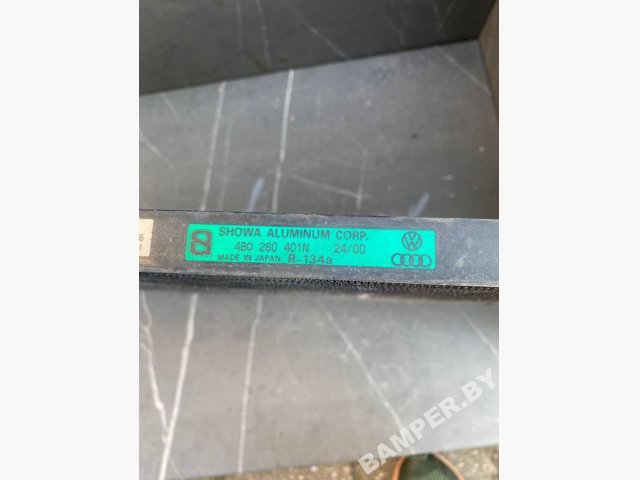 SHOWA ALUMINUM CORP.
4B0 260 401N 24/00
MADE IN JAPAN R-134a
BAMPER.BY